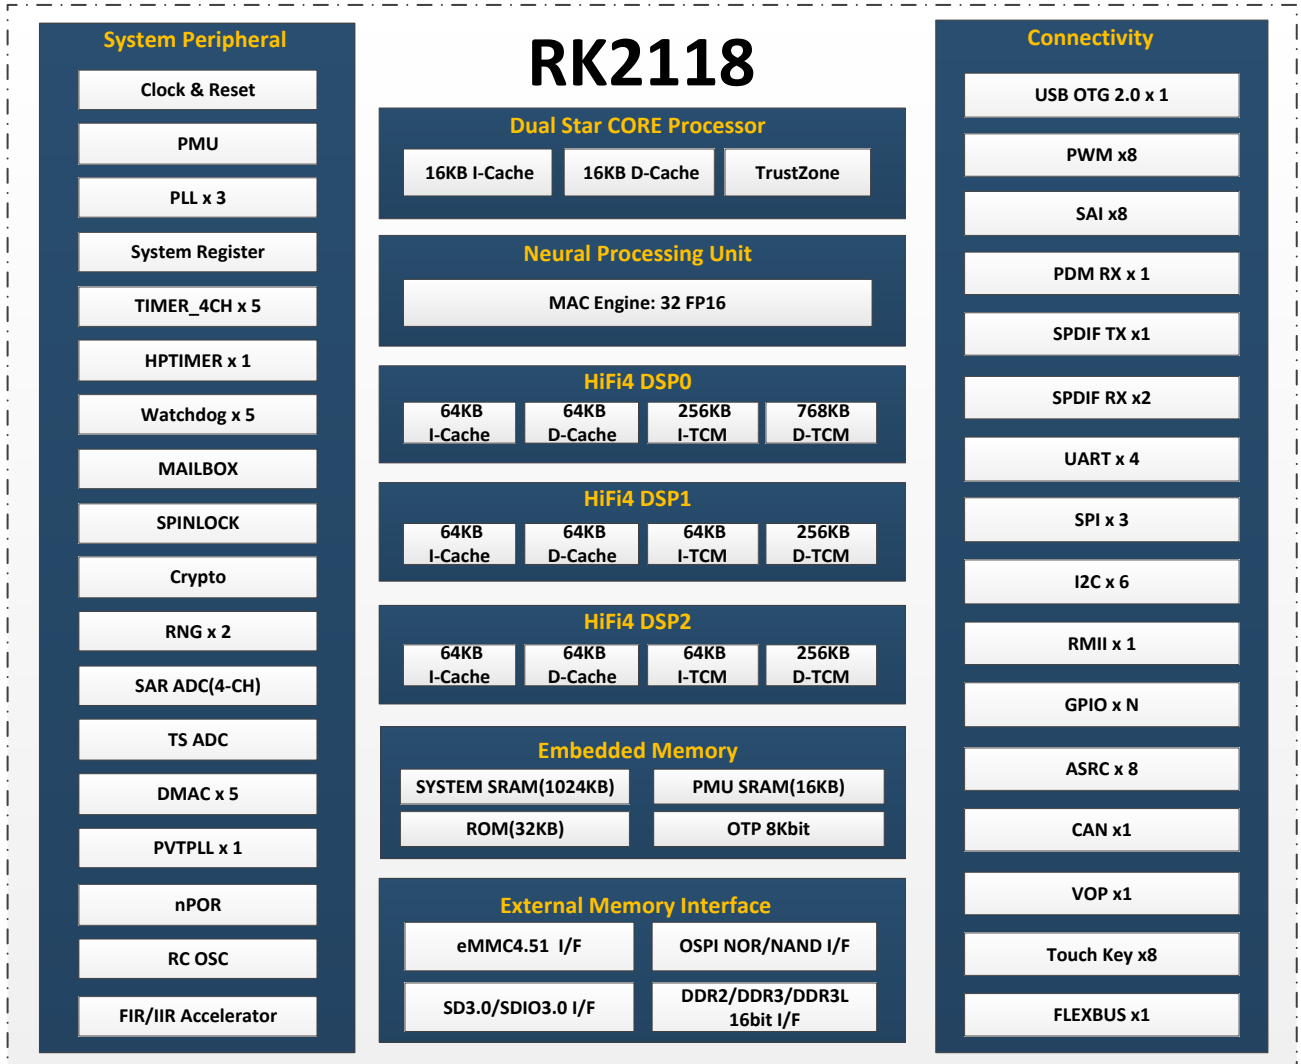 System Peripheral
Clock & Reset
PMU
PLL x 3
System Register
TIMER_4CH x 5
HPTIMER x 1
Watchdog x 5
MAILBOX
SPINLOCK
Crypto
RNG x 2
SAR ADC(4-CH)
TS ADC
DMAC x 5
PVTPLL x 1
nPOR
RC OSC
FIR/IIR Accelerator
RK2118
Dual Star CORE Processor
16KB I-Cache
16KB D-Cache
TrustZone
Neural Processing Unit
MAC Engine: 32 FP16
HiFi4 DSP0
64KB
I-Cache
64KB
D-Cache
256KB
I-TCM
768KB
D-TCM
HiFi4 DSP1
64KB
I-Cache
64KB
D-Cache
64KB
I-TCM
256KB
D-TCM
HiFi4 DSP2
64KB
I-Cache
64KB
D-Cache
64KB
I-TCM
256KB
D-TCM
Embedded Memory
SYSTEM SRAM(1024KB)
PMU SRAM(16KB)
ROM(32KB)
OTP 8Kbit
External Memory Interface
eMMC4.51 I/F
OSPI NOR/NAND I/F
SD3.0/SDIO3.0 I/F
DDR2/DDR3/DDR3L
16bit I/F
Connectivity
USB OTG 2.0 x 1
PWM x8
SAI x8
PDM RX x 1
SPDIF TX x1
SPDIF RX x2
UART x 4
SPI x 3
I2C x 6
RMII x 1
GPIO x N
ASRC x 8
CAN x1
VOP x1
Touch Key x8
FLEXBUS x1